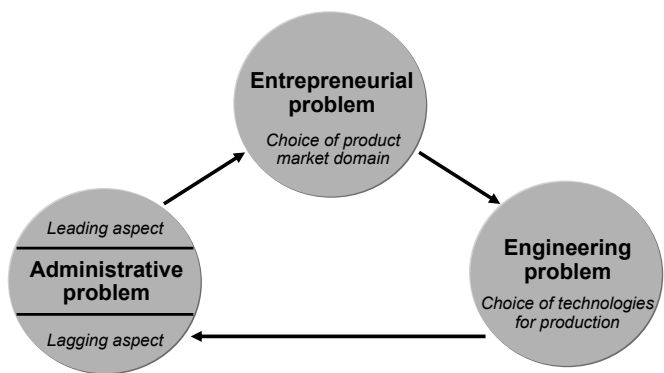 Entrepreneurial
problem
Choice of product
market domain
Leading aspect
Administrative
problem
Lagging aspect
Engineering
problem
Choice of technologies
for production